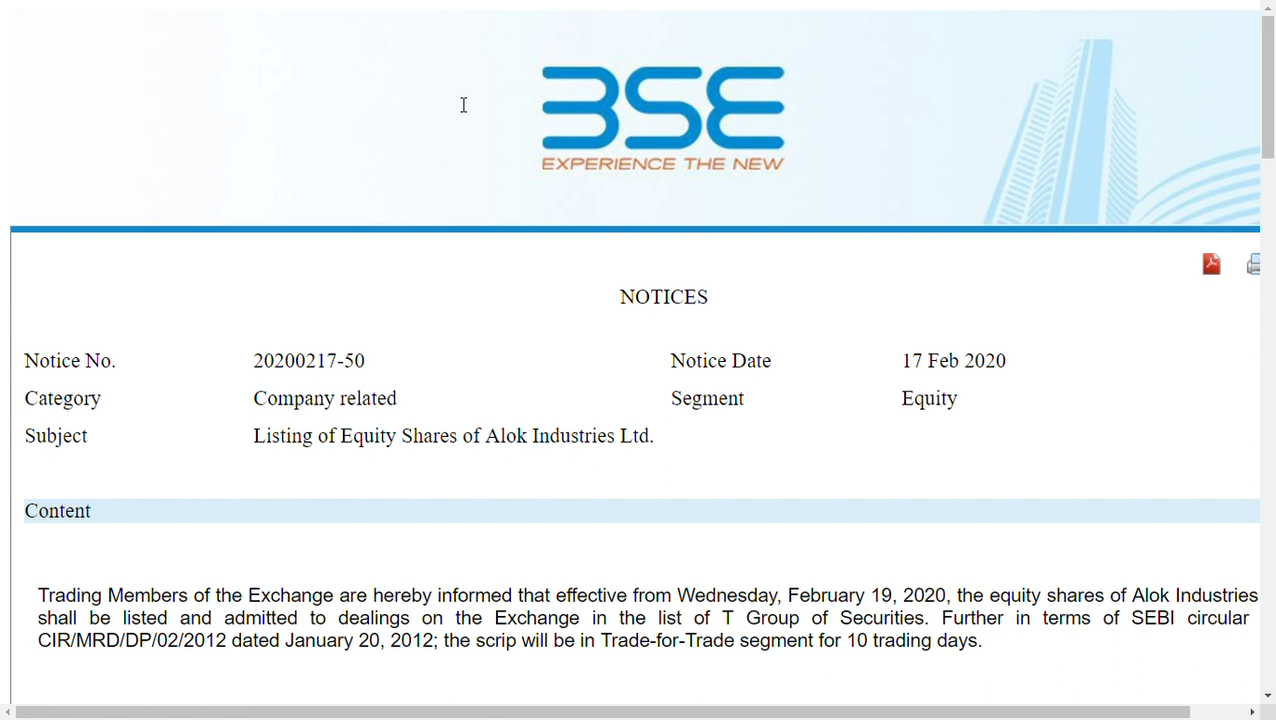 BSE
EXPERIENCE THE NEW
NOTICES
Notice No. 20200217-50 Notice Date 17 Feb 2020
Category Company related Segment Equity
Subject Listing of Equity Shares of Alok Industries Ltd.
Content
Trading Members of the Exchange are hereby informed that effective from Wednesday, February 19, 2020, the equity shares of Alok Industries
shall be listed and admitted to dealings on the Exchange in the list of T Group of Securities. Further in terms of SEBI circular
CIR/MRD/DP/02/2012 dated January 20, 2012; the scrip will be in Trade-for-Trade segment for 10 trading days.